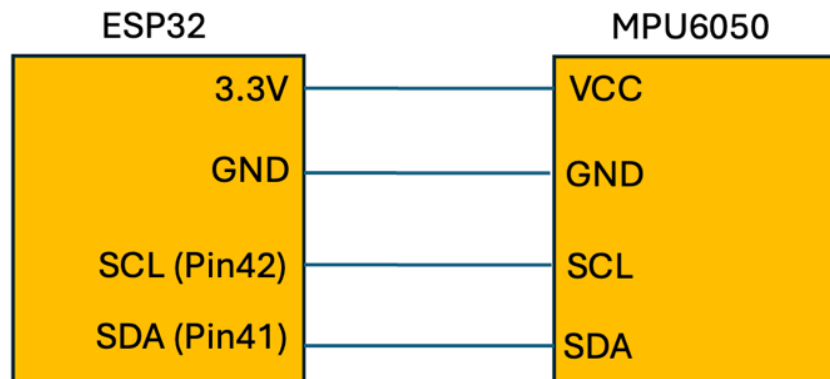 ESP32 MPU6050
3.3V VCC
GND GND
SCL (Pin42) SCL
SDA (Pin41) SDA